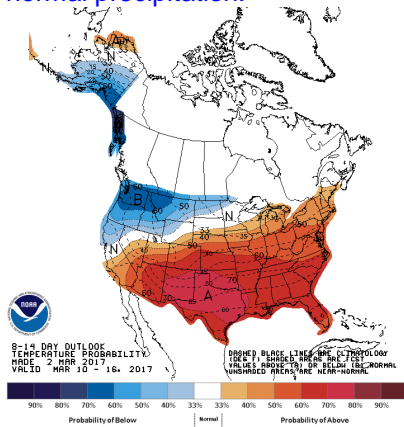 normal precipitation.
A
N
N
B
60
60
50
N
33
40
50
N
70
60
70
A
NOAA
8-14 DAY OUTLOOK
TEMPERATURE PROBABILITY
MADE 2 MAR 2017
VALID MAR 10 - 16, 2017
DASHED BLACK LINES ARE CLIMATOLOGY
(DEG F) SHADED AREAS ARE FCST
VALUES ABOVE (A) OR BELOW (B) NORMAL
UNSHADED AREAS ARE NEAR-NORMAL
90% 80% 70% 60% 50% 40% 33% 33% 40% 50% 60% 70% 80% 90%
Probability of Below Normal Probability of Above